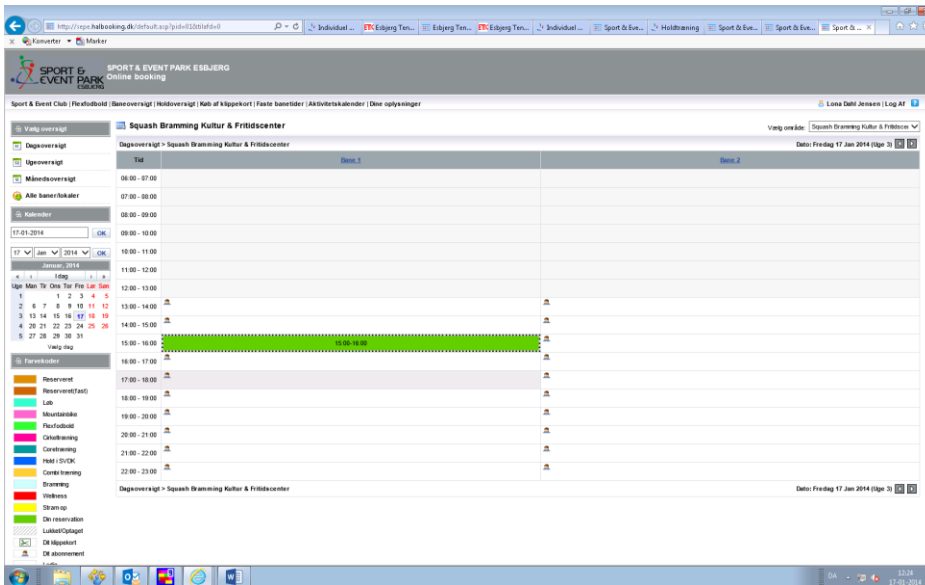 http://sepe.halbooking.dk/default.asp?pid=01&bilafd=0
Individuel ...
Esbjerg Ten...
Esbjerg Ten...
Esbjerg Ten...
Individuel ...
Sport & Eve...
Holdtræning
Sport & Eve...
Sport & Eve...
Sport & ...
x Konverter Marker
SPORT & EVENT PARK ESBJERG
SPORT & EVENT PARK ESBJERG
Online booking
Sport & Event Club | Flexfodbold | Baneoversigt | Holdoversigt | Køb af klippekort | Faste banetider | Aktivitetskalender | Dine oplysninger
Lona Dahl Jensen | Log Af
Vælg oversigt
Dagsoversigt
Ugeoversigt
Månedsoversigt
Alle baner/lokaler
Kalender
17-01-2014 OK
17 Jan 2014 OK
Januar, 2014
« ‹ I dag › »
Uge Man Tir Ons Tor Fre Lør Søn
1 1 2 3 4 5
2 6 7 8 9 10 11 12
3 13 14 15 16 17 18 19
4 20 21 22 23 24 25 26
5 27 28 29 30 31
Vælg dag
Farvekoder
Reserveret
Reserveret(fast)
Løb
Mountainbike
Flexfodbold
Cirkeltræning
Coretræning
Hold i SVDK
Combi træning
Bramming
Wellness
Stram op
Din reservation
Lukket/Optaget
Dit klippekort
Dit abonnement
Ledig
Squash Bramming Kultur & Fritidscenter
Vælg område: Squash Bramming Kultur & Fritidscer
Dagsoversigt > Squash Bramming Kultur & Fritidscenter
Dato: Fredag 17 Jan 2014 (Uge 3)
Tid Bane 1 Bane 2
06:00 - 07:00
07:00 - 08:00
08:00 - 09:00
09:00 - 10:00
10:00 - 11:00
11:00 - 12:00
12:00 - 13:00
13:00 - 14:00
14:00 - 15:00
15:00 - 16:00 15:00-16:00
16:00 - 17:00
17:00 - 18:00
18:00 - 19:00
19:00 - 20:00
20:00 - 21:00
21:00 - 22:00
22:00 - 23:00
Dagsoversigt > Squash Bramming Kultur & Fritidscenter
Dato: Fredag 17 Jan 2014 (Uge 3)
DA
12:24
17-01-2014